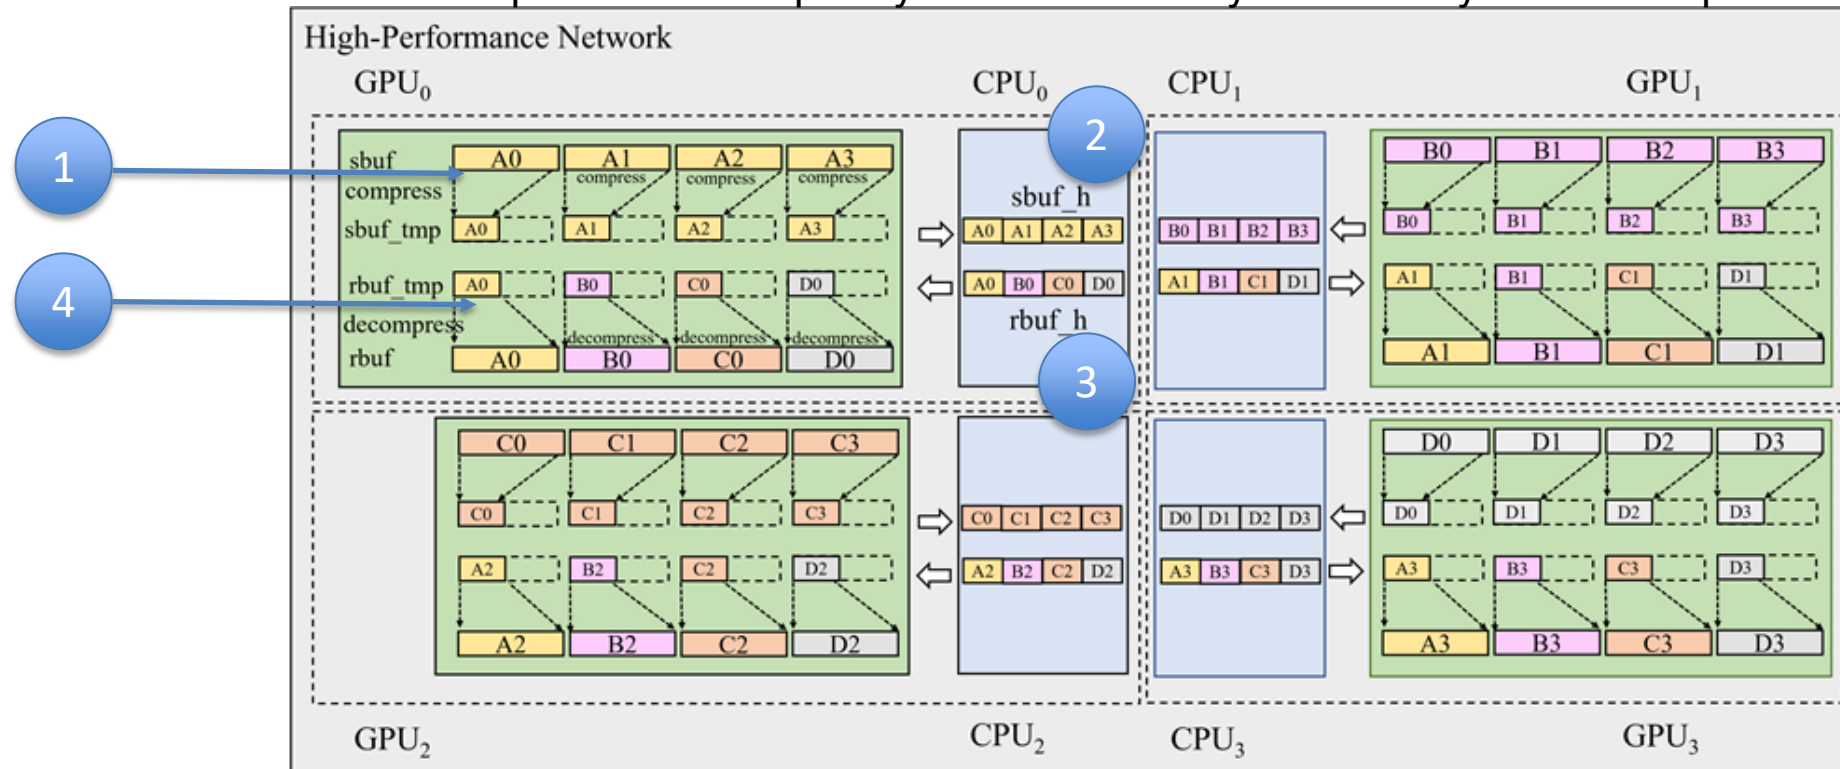 High-Performance Network
GPU0 CPU0 CPU1 GPU1
1
2
3
4
sbuf A0 A1 A2 A3
compress compress compress compress
sbuf_tmp A0 A1 A2 A3
rbuf_tmp A0 B0 C0 D0
decompress decompress decompress decompress
rbuf A0 B0 C0 D0
sbuf_h
A0 A1 A2 A3
A0 B0 C0 D0
rbuf_h
B0 B1 B2 B3
A1 B1 C1 D1
B0 B1 B2 B3
B0 B1 B2 B3
A1 B1 C1 D1
A1 B1 C1 D1
C0 C1 C2 C3
C0 C1 C2 C3
A2 B2 C2 D2
A2 B2 C2 D2
C0 C1 C2 C3
A2 B2 C2 D2
D0 D1 D2 D3
A3 B3 C3 D3
D0 D1 D2 D3
D0 D1 D2 D3
A3 B3 C3 D3
A3 B3 C3 D3
GPU2 CPU2 CPU3 GPU3